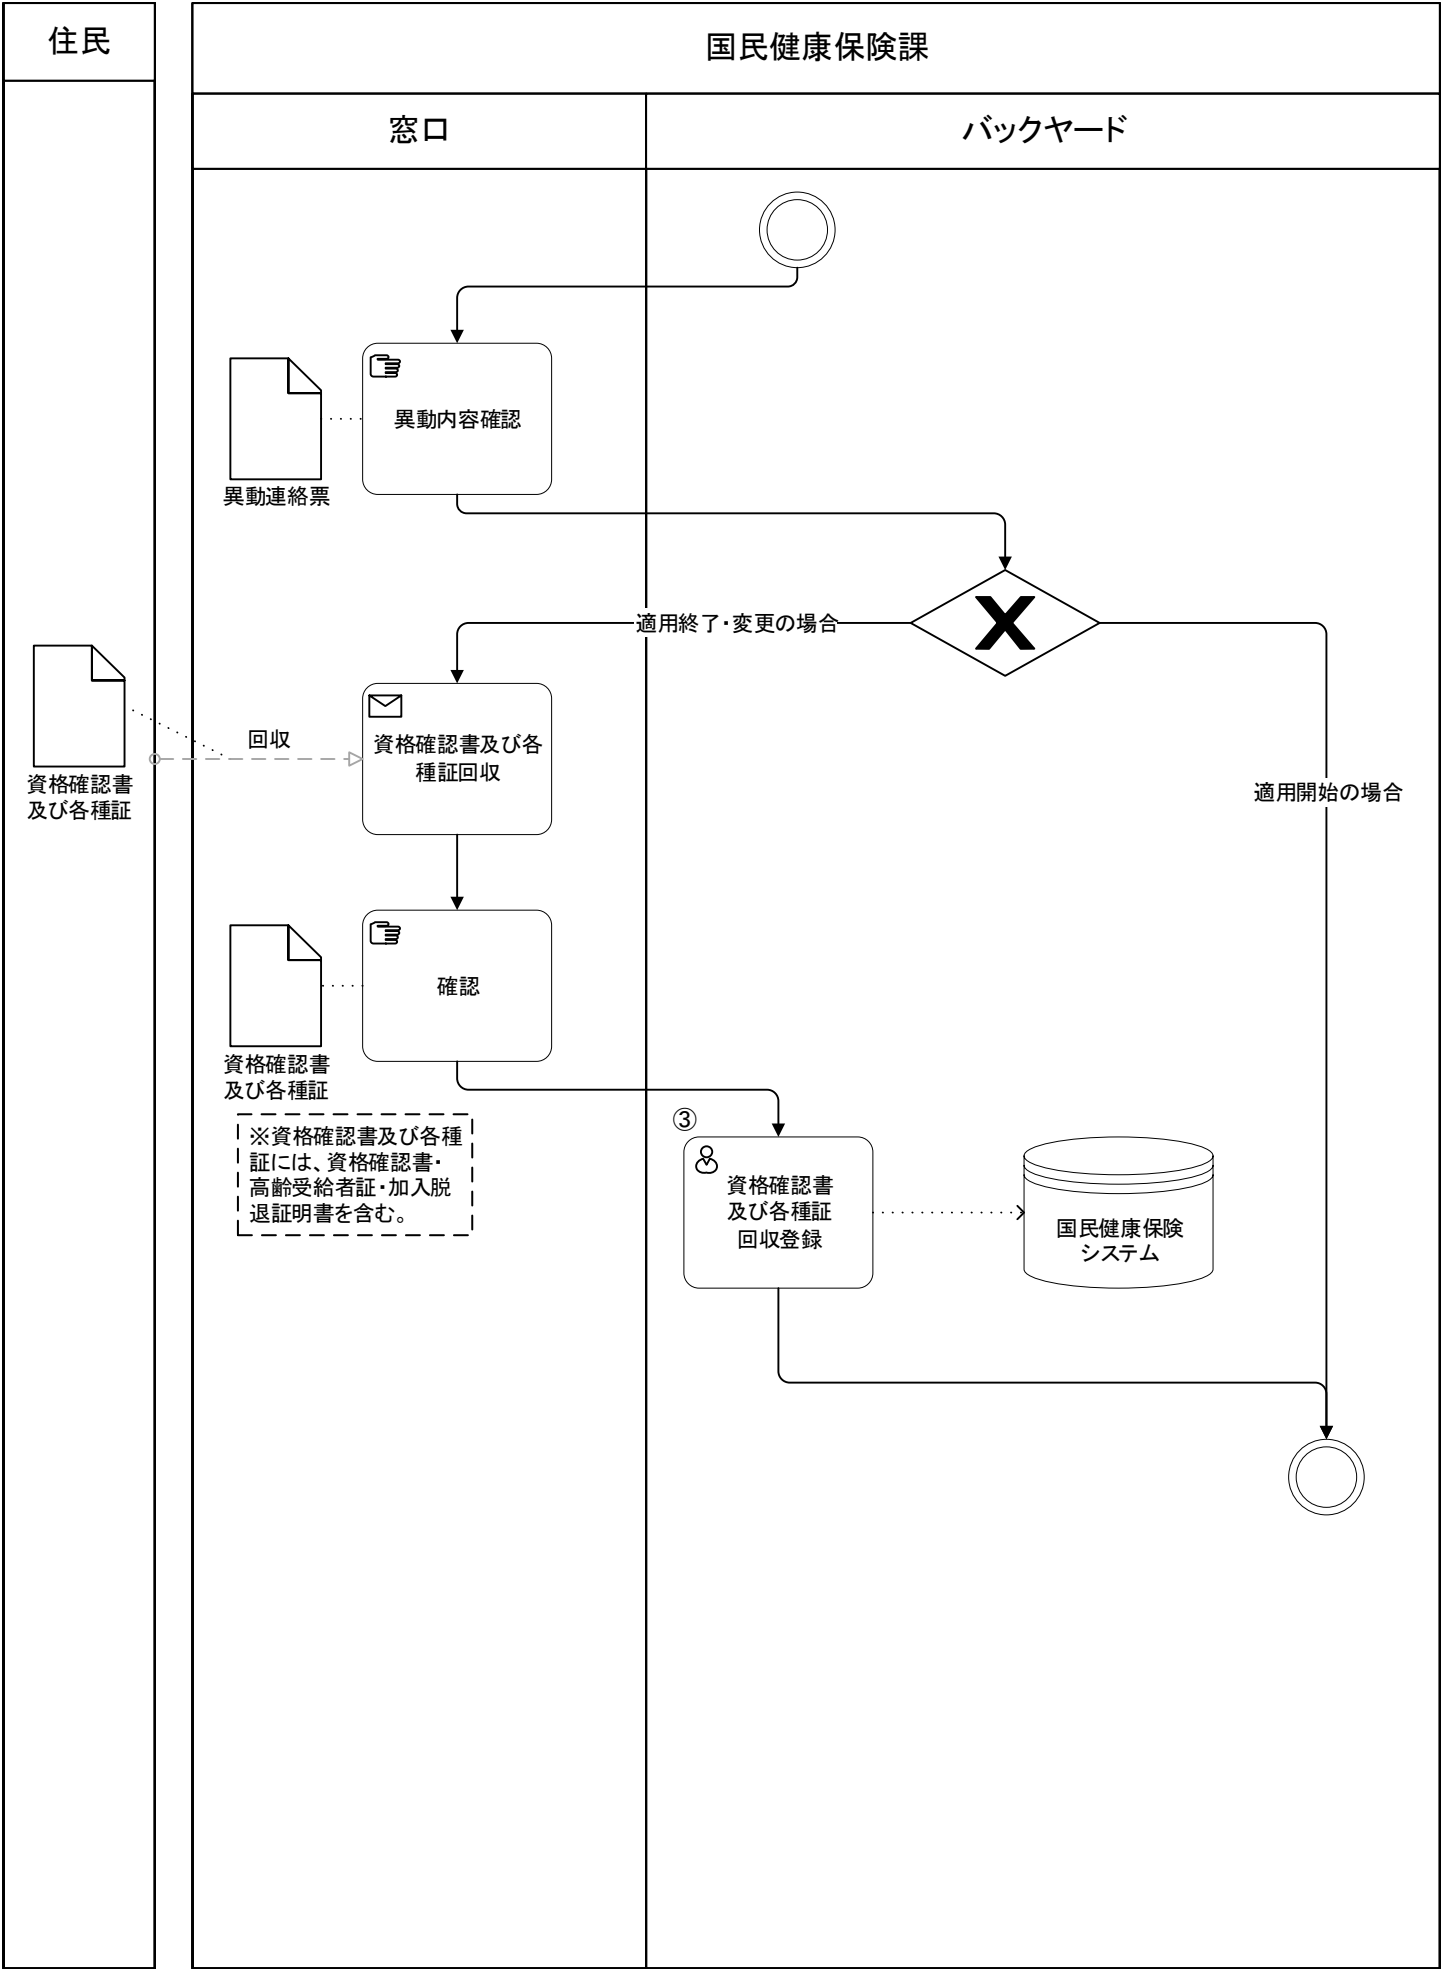 住民
国民健康保険課
窓口
バックヤード
異動内容確認
異動連絡票
適用終了・変更の場合
資格確認書
及び各種証
回収
資格確認書及び各
種証回収
適用開始の場合
確認
資格確認書
及び各種証
※資格確認書及び各種
証には、資格確認書・
高齢受給者証・加入脱
退証明書を含む。
③
資格確認書
及び各種証
回収登録
国民健康保険
システム